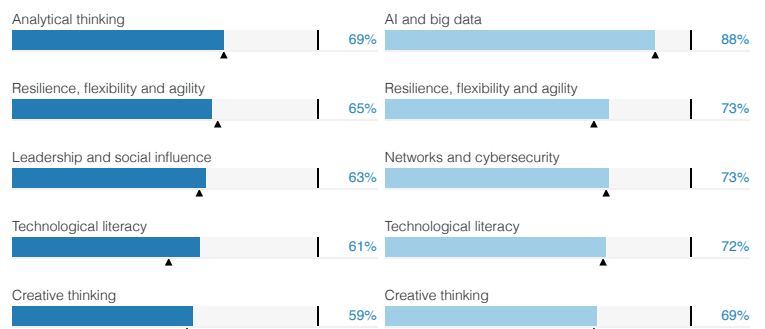 Analytical thinking
69%
Resilience, flexibility and agility
65%
Leadership and social influence
63%
Technological literacy
61%
Creative thinking
59%
AI and big data
88%
Resilience, flexibility and agility
73%
Networks and cybersecurity
73%
Technological literacy
72%
Creative thinking
69%